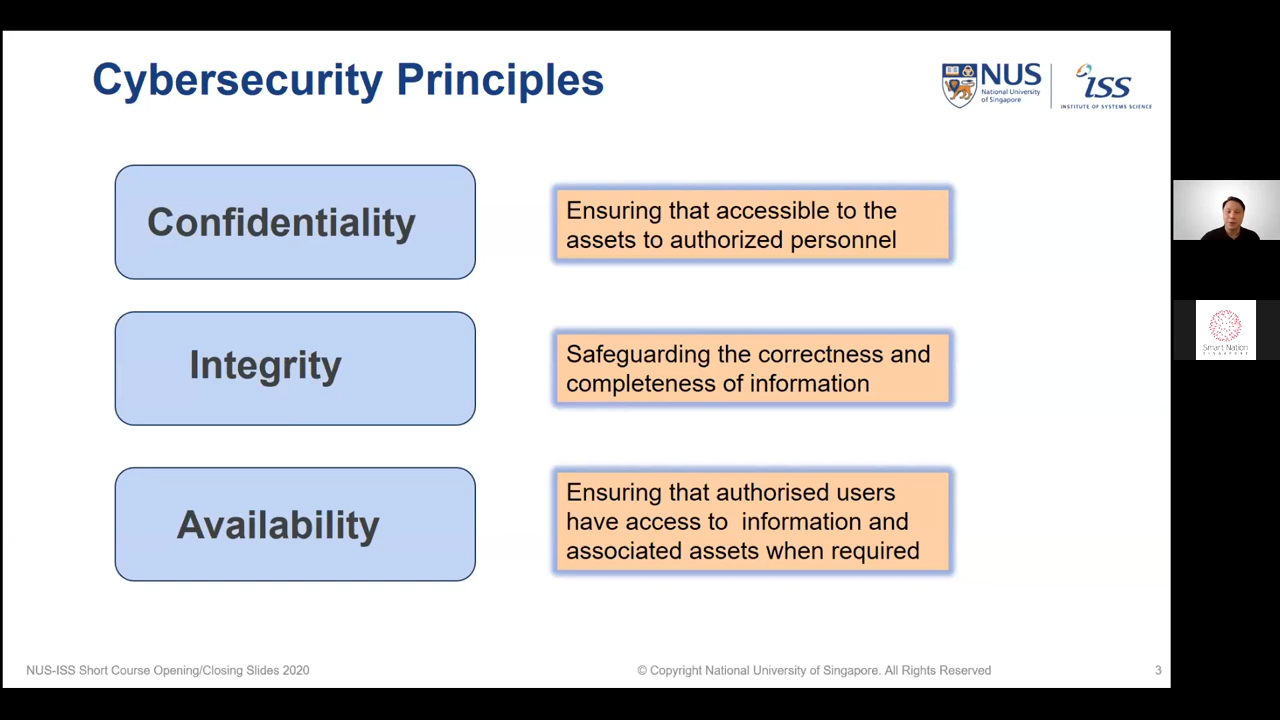 Cybersecurity Principles
NUS
National University
of Singapore
iss
INSTITUTE OF SYSTEMS SCIENCE
Confidentiality
Ensuring that accessible to the
assets to authorized personnel
Integrity
Safeguarding the correctness and
completeness of information
Availability
Ensuring that authorised users
have access to  information and
associated assets when required
Smart Nation
SINGAPORE
NUS-ISS Short Course Opening/Closing Slides 2020
© Copyright National University of Singapore. All Rights Reserved
3